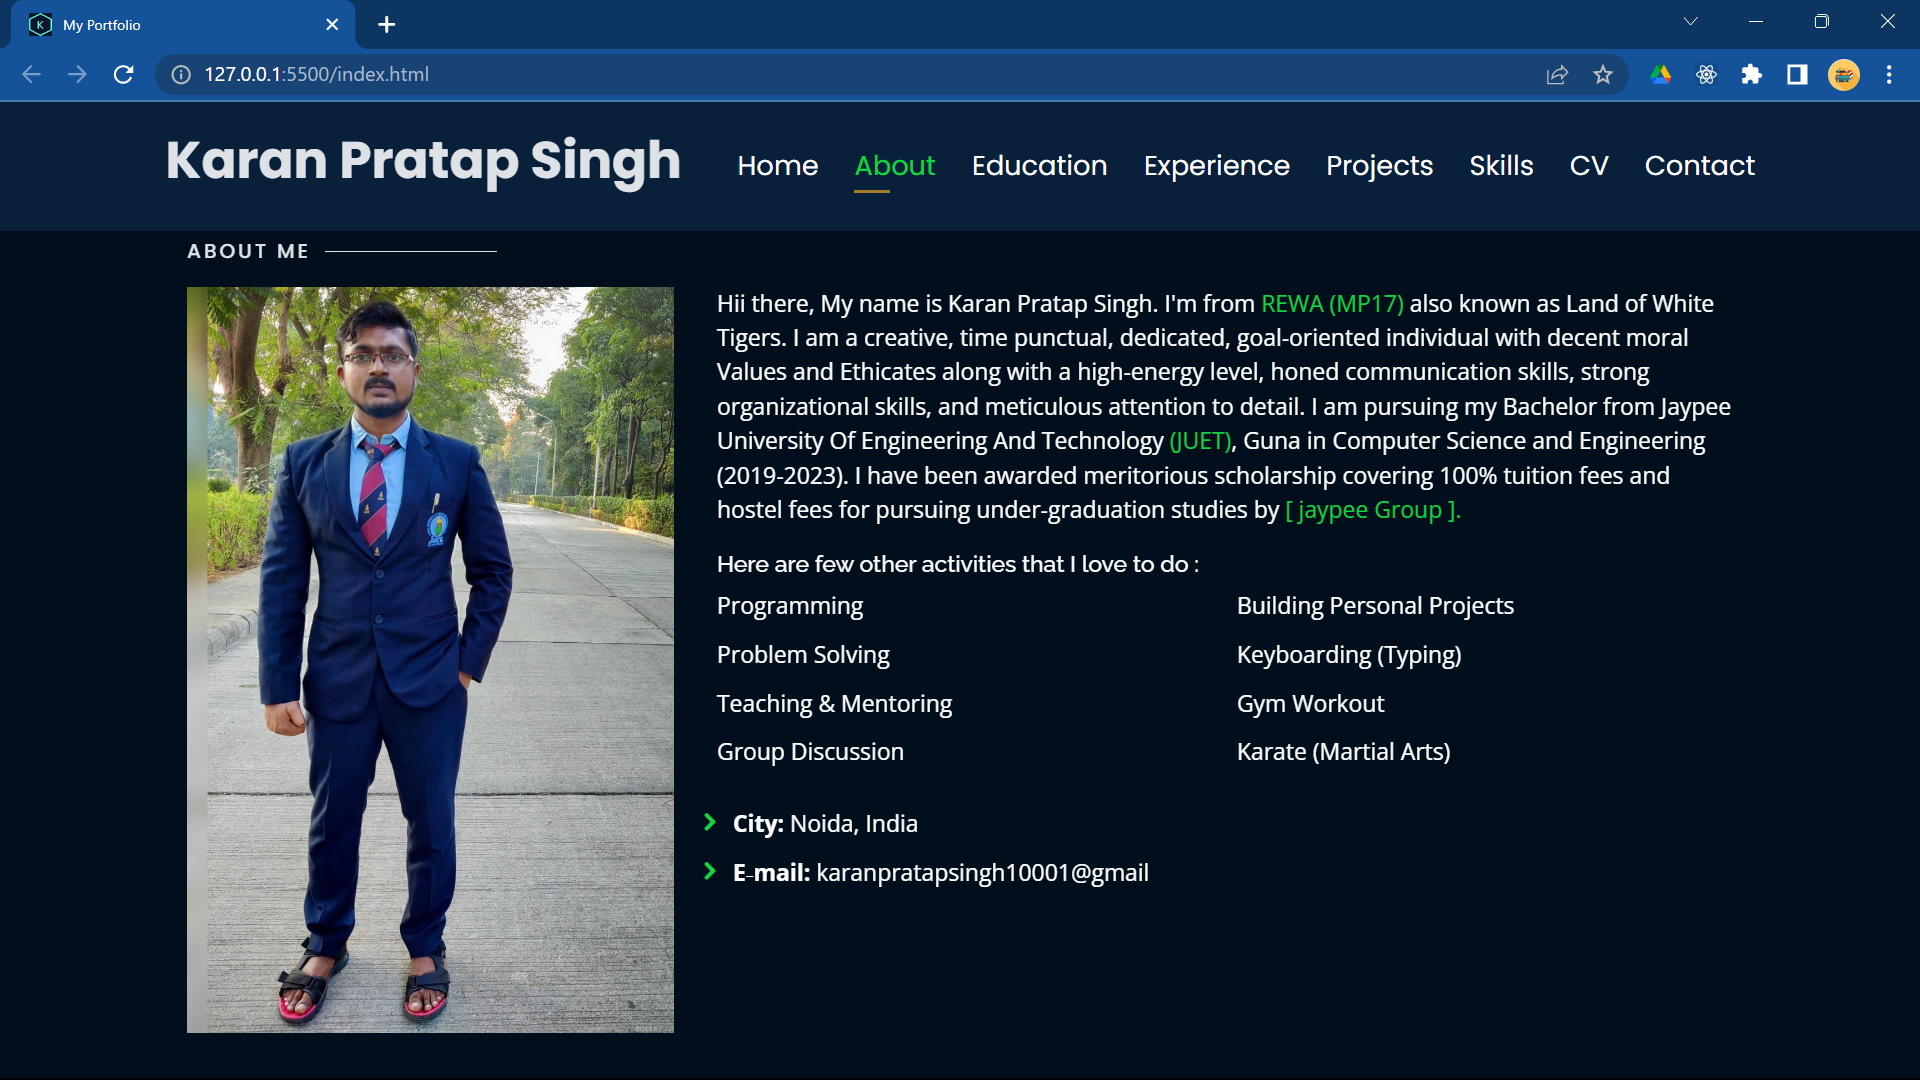 K
My Portfolio
127.0.0.1:5500/index.html
Karan Pratap Singh
Home About Education Experience Projects Skills CV Contact
ABOUT ME
Hii there, My name is Karan Pratap Singh. I'm from REWA (MP17) also known as Land of White
Tigers. I am a creative, time punctual, dedicated, goal-oriented individual with decent moral
Values and Ethicates along with a high-energy level, honed communication skills, strong
organizational skills, and meticulous attention to detail. I am pursuing my Bachelor from Jaypee
University Of Engineering And Technology (JUET), Guna in Computer Science and Engineering
(2019-2023). I have been awarded meritorious scholarship covering 100% tuition fees and
hostel fees for pursuing under-graduation studies by [ jaypee Group ].
Here are few other activities that I love to do :
Programming
Building Personal Projects
Problem Solving
Keyboarding (Typing)
Teaching & Mentoring
Gym Workout
Group Discussion
Karate (Martial Arts)
City: Noida, India
E-mail: karanpratapsingh10001@gmail